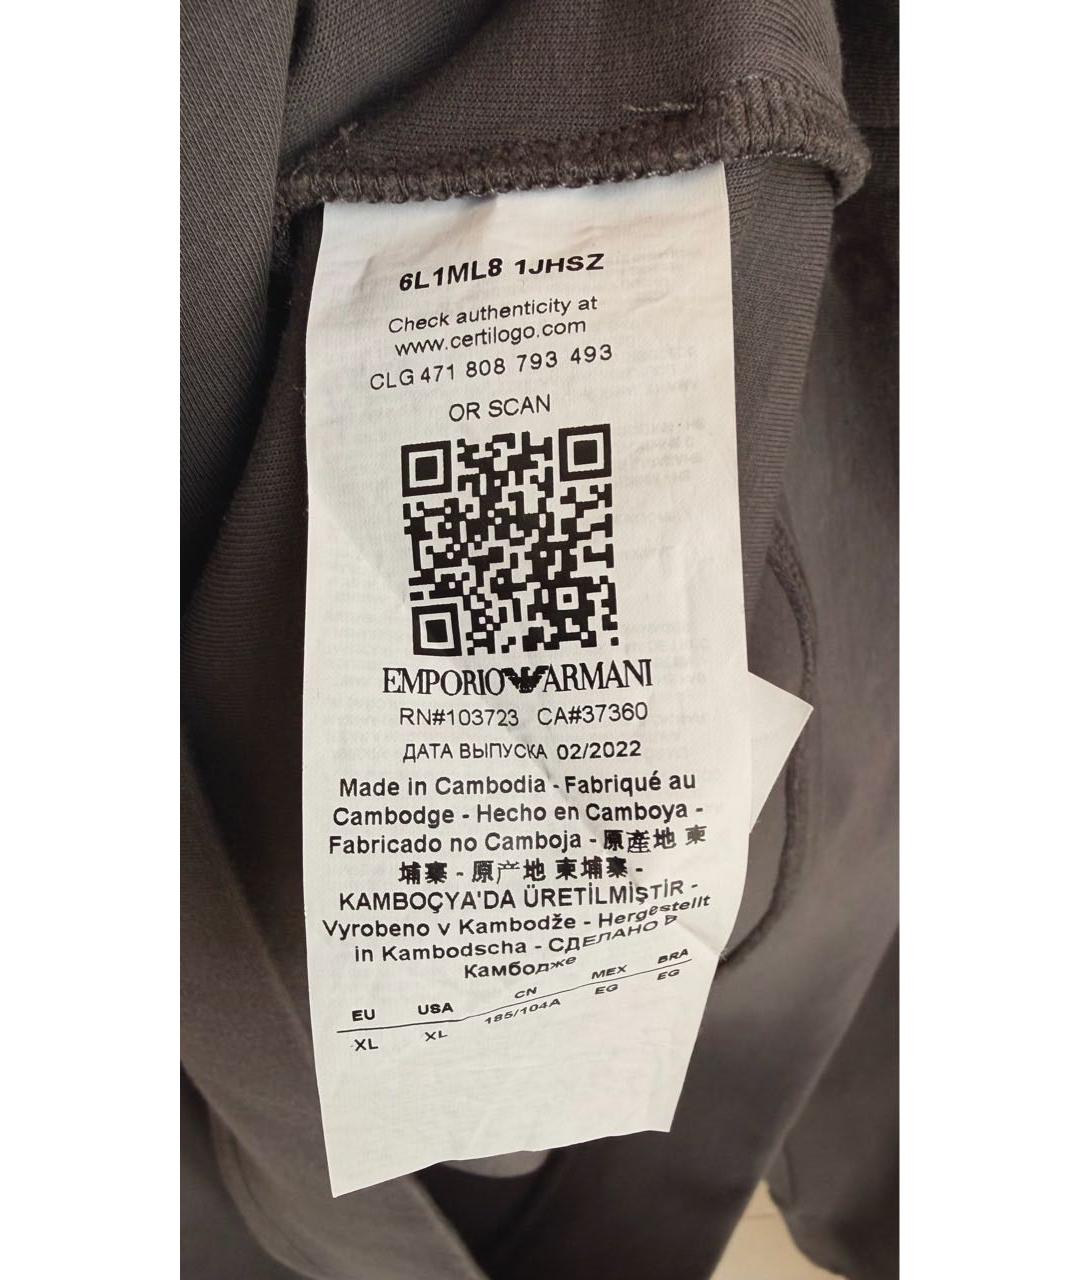 6L1ML8 1JHSZ
Check authenticity at
www.certilogo.com
CLG 471 808 793 493
OR SCAN
EMPORIO ARMANI
RN#103723 CA#37360
ДАТА ВЫПУСКА 02/2022
Made in Cambodia - Fabriqué au
Cambodge - Hecho en Camboya -
Fabricado no Camboja - 原産地 柬
埔寨 - 原产地 柬埔寨 -
KAMBOÇYA'DA ÜRETİLMİŞTİR -
Vyrobeno v Kambodže - Hergestellt
in Kambodscha - СДЕЛАНО В
Камбодже
EU USA CN MEX BRA
XL XL 185/104A EG EG